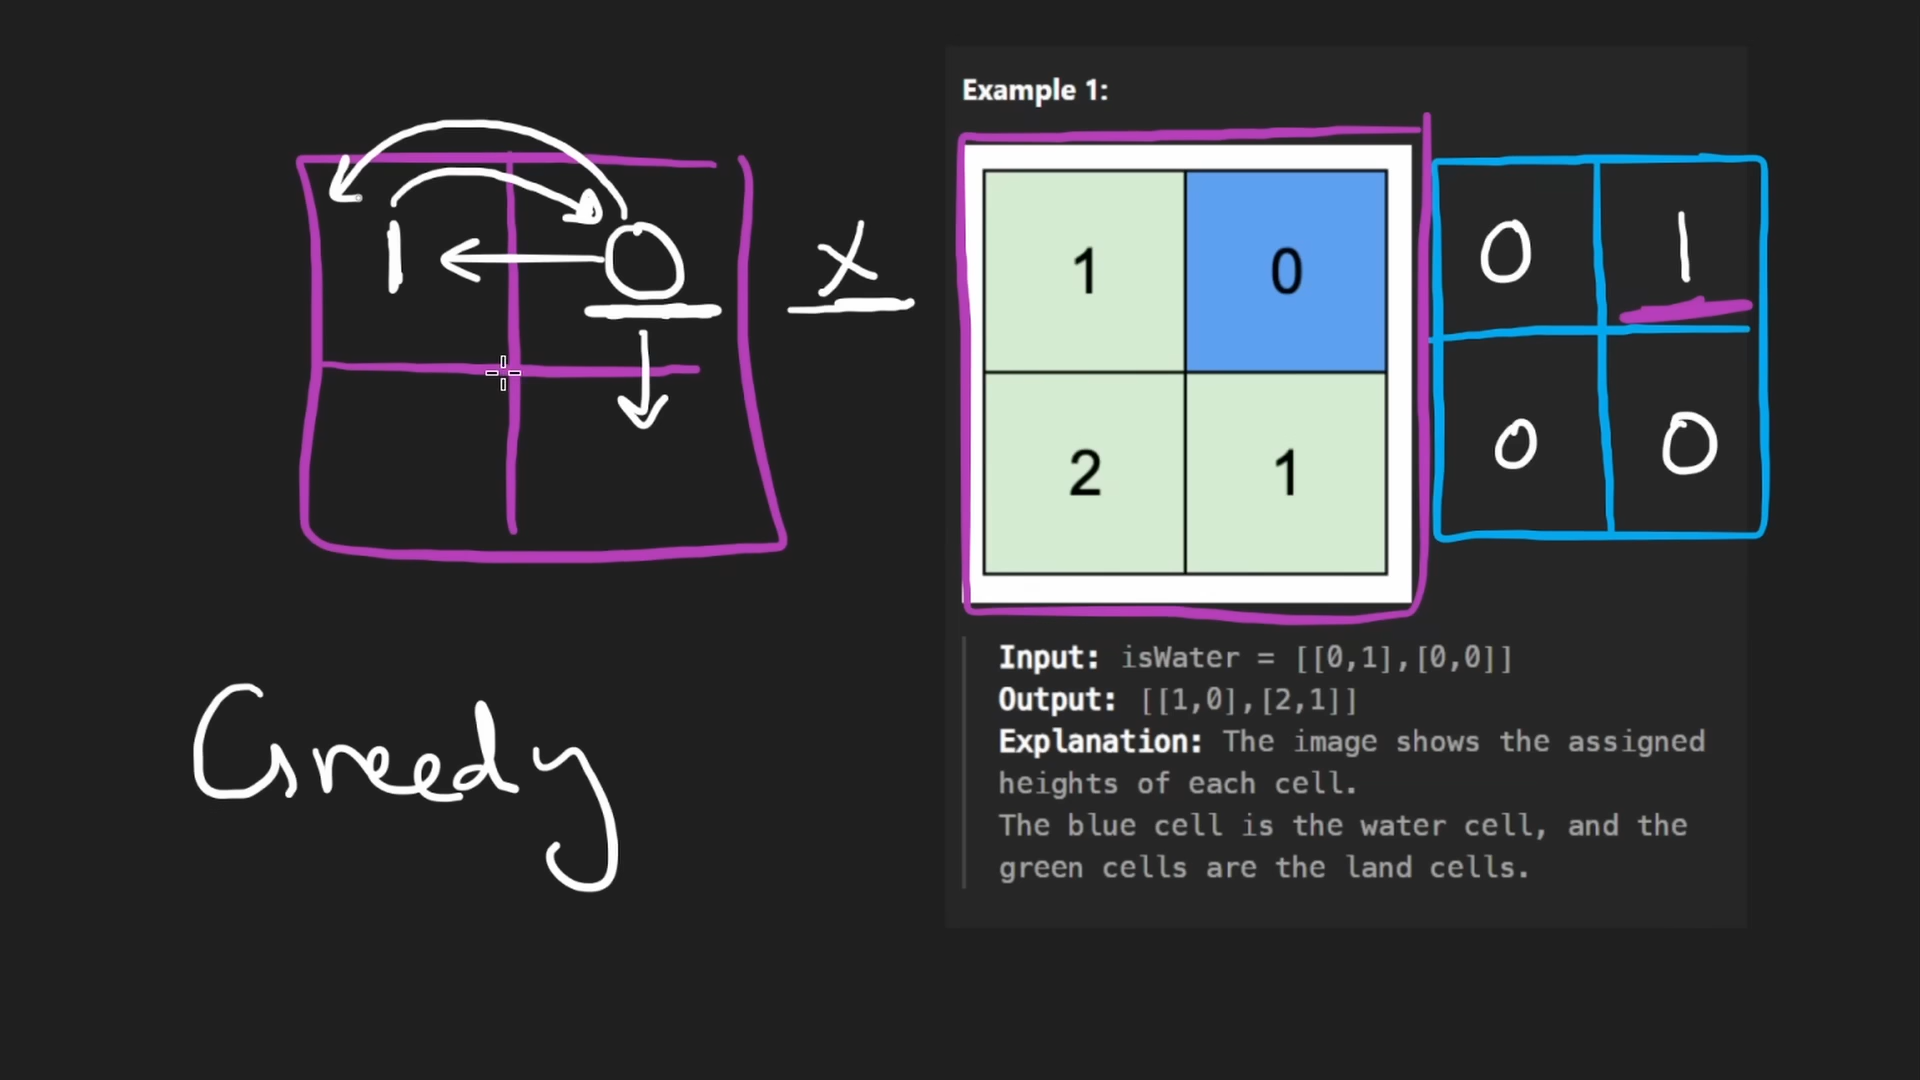 1 0 X
Greedy
Example 1:
1 0
2 1
0 1
0 0
Input: isWater = [[0,1],[0,0]]
Output: [[1,0],[2,1]]
Explanation: The image shows the assigned
heights of each cell.
The blue cell is the water cell, and the
green cells are the land cells.